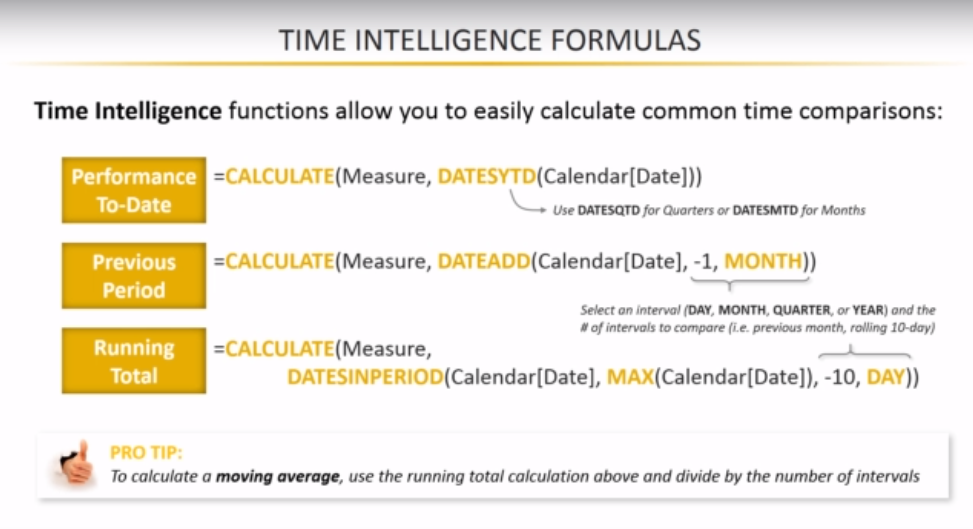 TIME INTELLIGENCE FORMULAS
Time Intelligence functions allow you to easily calculate common time comparisons:
Performance
To-Date
=CALCULATE(Measure, DATESYTD(Calendar[Date]))
Use DATESQTD for Quarters or DATESMTD for Months
Previous
Period
=CALCULATE(Measure, DATEADD(Calendar[Date], -1, MONTH))
Select an interval (DAY, MONTH, QUARTER, or YEAR) and the
# of intervals to compare (i.e. previous month, rolling 10-day)
Running
Total
=CALCULATE(Measure,
DATESINPERIOD(Calendar[Date], MAX(Calendar[Date]), -10, DAY))
PRO TIP:
To calculate a moving average, use the running total calculation above and divide by the number of intervals